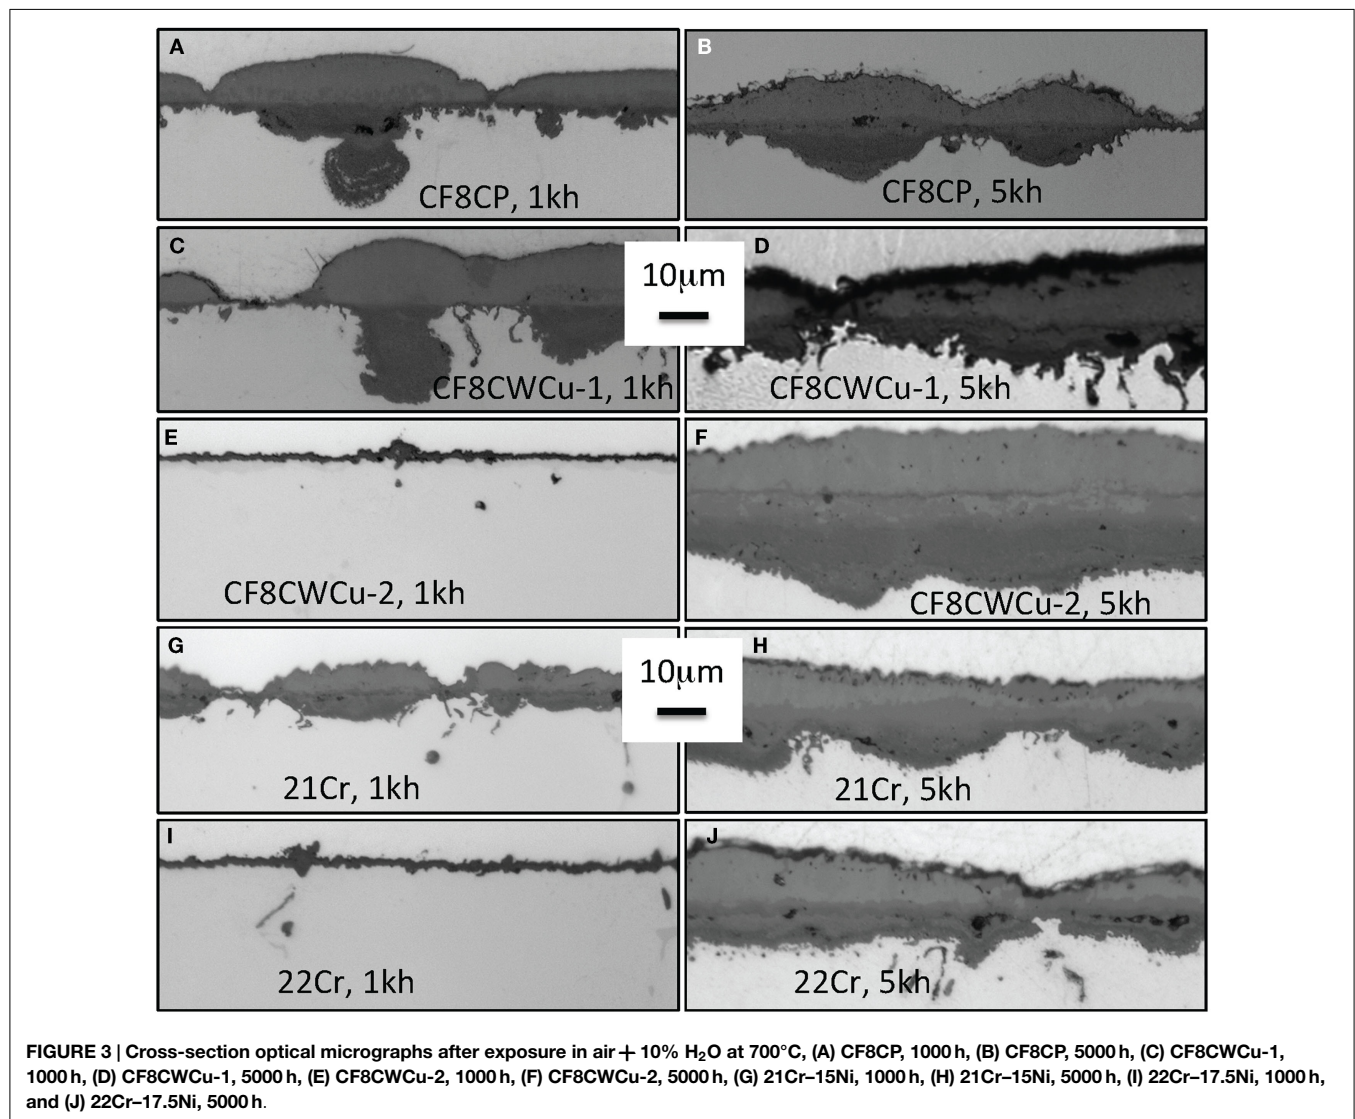 A
CF8CP, 1kh
B
CF8CP, 5kh
C
CF8CWCu-1, 1kh
10μm
D
CF8CWCu-1, 5kh
E
CF8CWCu-2, 1kh
F
CF8CWCu-2, 5kh
G
21Cr, 1kh
10μm
H
21Cr, 5kh
I
22Cr, 1kh
J
22Cr, 5kh
FIGURE 3 | Cross-section optical micrographs after exposure in air + 10% H₂O at 700°C, (A) CF8CP, 1000 h, (B) CF8CP, 5000 h, (C) CF8CWCu-1,
1000 h, (D) CF8CWCu-1, 5000 h, (E) CF8CWCu-2, 1000 h, (F) CF8CWCu-2, 5000 h, (G) 21Cr–15Ni, 1000 h, (H) 21Cr–15Ni, 5000 h, (I) 22Cr–17.5Ni, 1000 h,
and (J) 22Cr–17.5Ni, 5000 h.